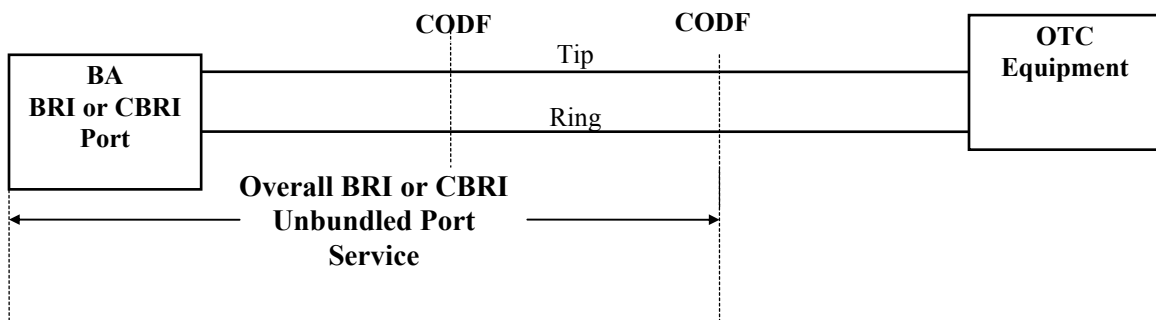 CODF
CODF
OTC
Equipment
BA
BRI or CBRI
Port
Tip
Ring
Overall BRI or CBRI
Unbundled Port
Service